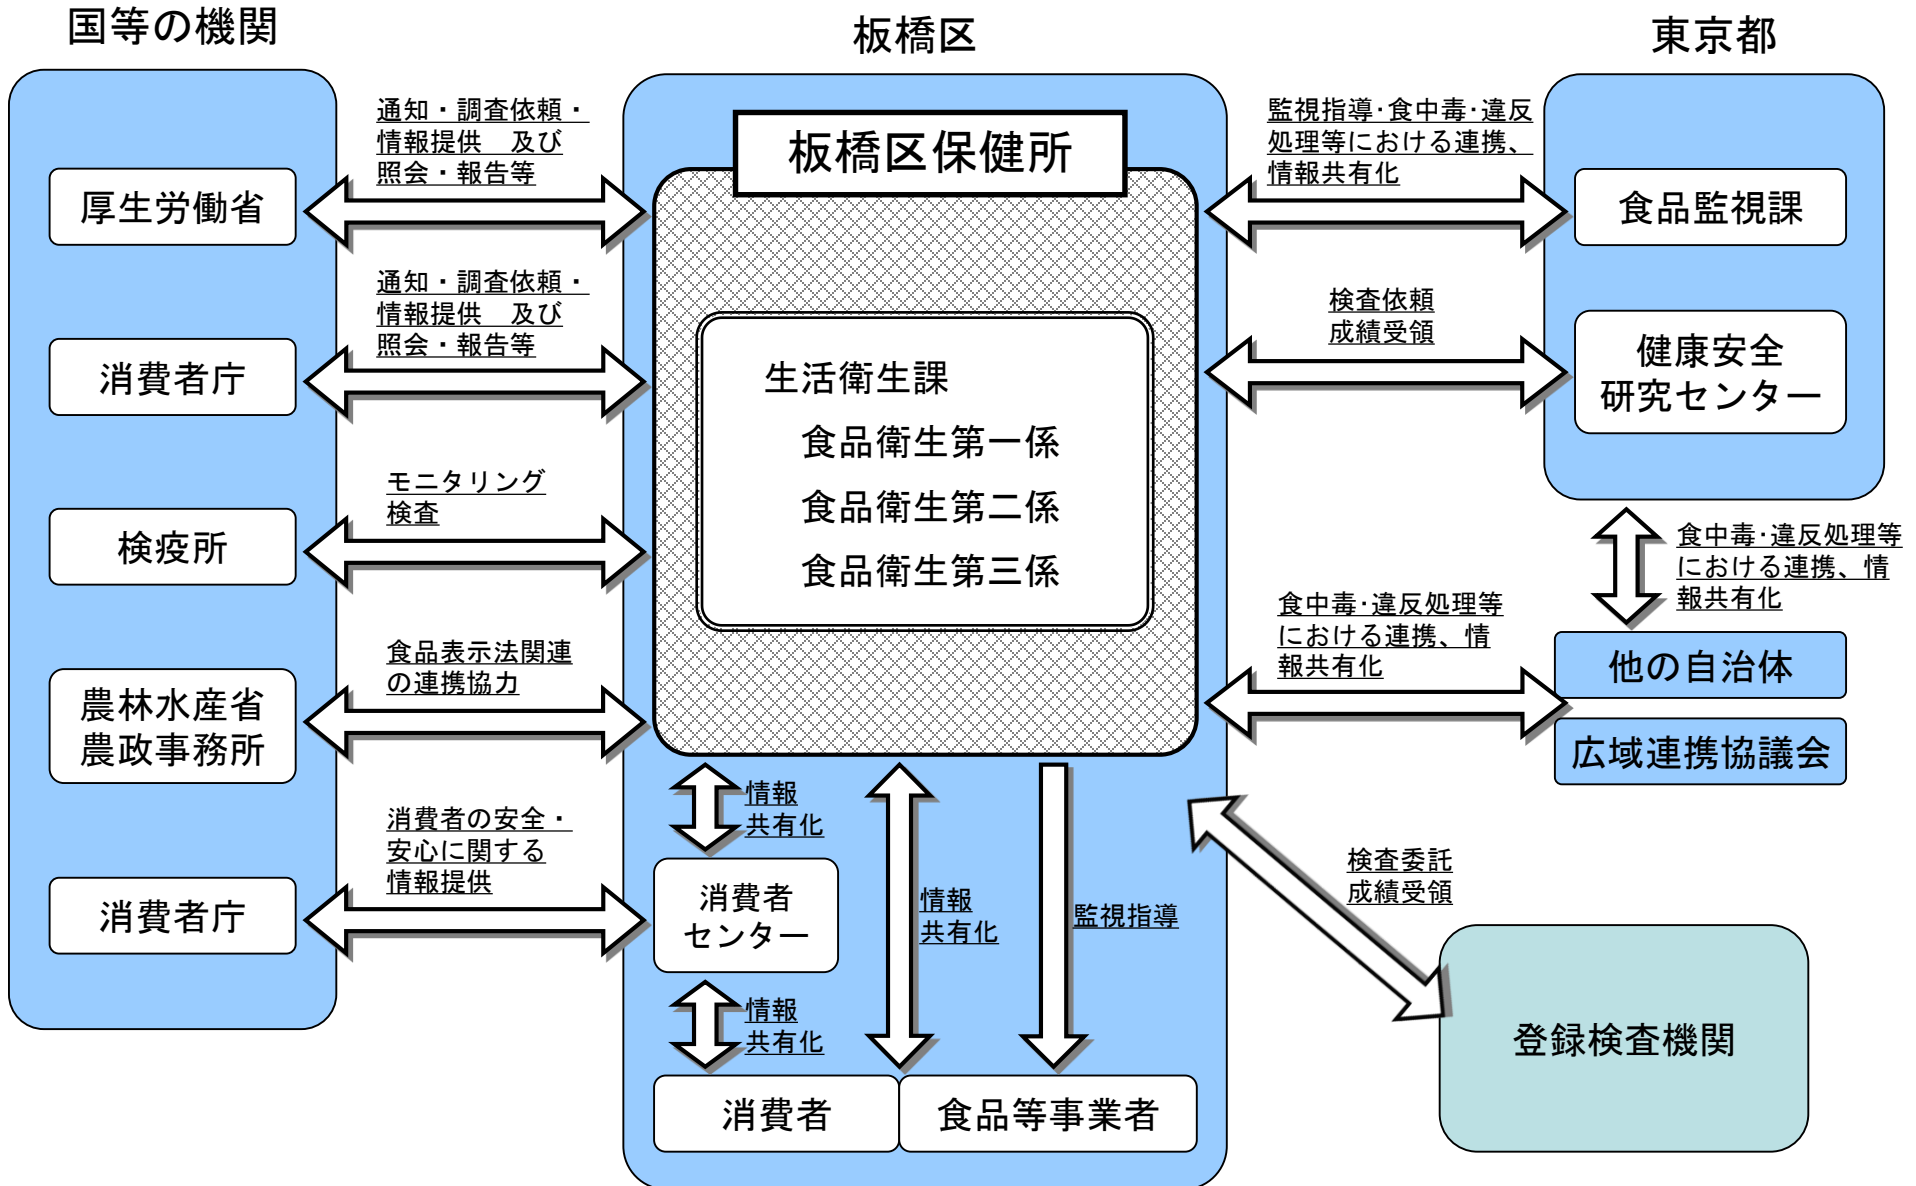 国等の機関
通知・調査依頼・
情報提供　及び
照会・報告等
厚生労働省
通知・調査依頼・
情報提供　及び
照会・報告等
消費者庁
モニタリング
検査
検疫所
食品表示法関連
の連携協力
農林水産省
農政事務所
消費者の安全・
安心に関する
情報提供
消費者庁
板橋区
板橋区保健所
生活衛生課
食品衛生第一係
食品衛生第二係
食品衛生第三係
情報
共有化
消費者
センター
情報
共有化
情報
共有化
監視指導
消費者
食品等事業者
東京都
監視指導・食中毒・違反
処理等における連携、
情報共有化
食品監視課
検査依頼
成績受領
健康安全
研究センター
食中毒・違反処理等
における連携、情
報共有化
食中毒・違反処理等
における連携、情
報共有化
他の自治体
広域連携協議会
検査委託
成績受領
登録検査機関